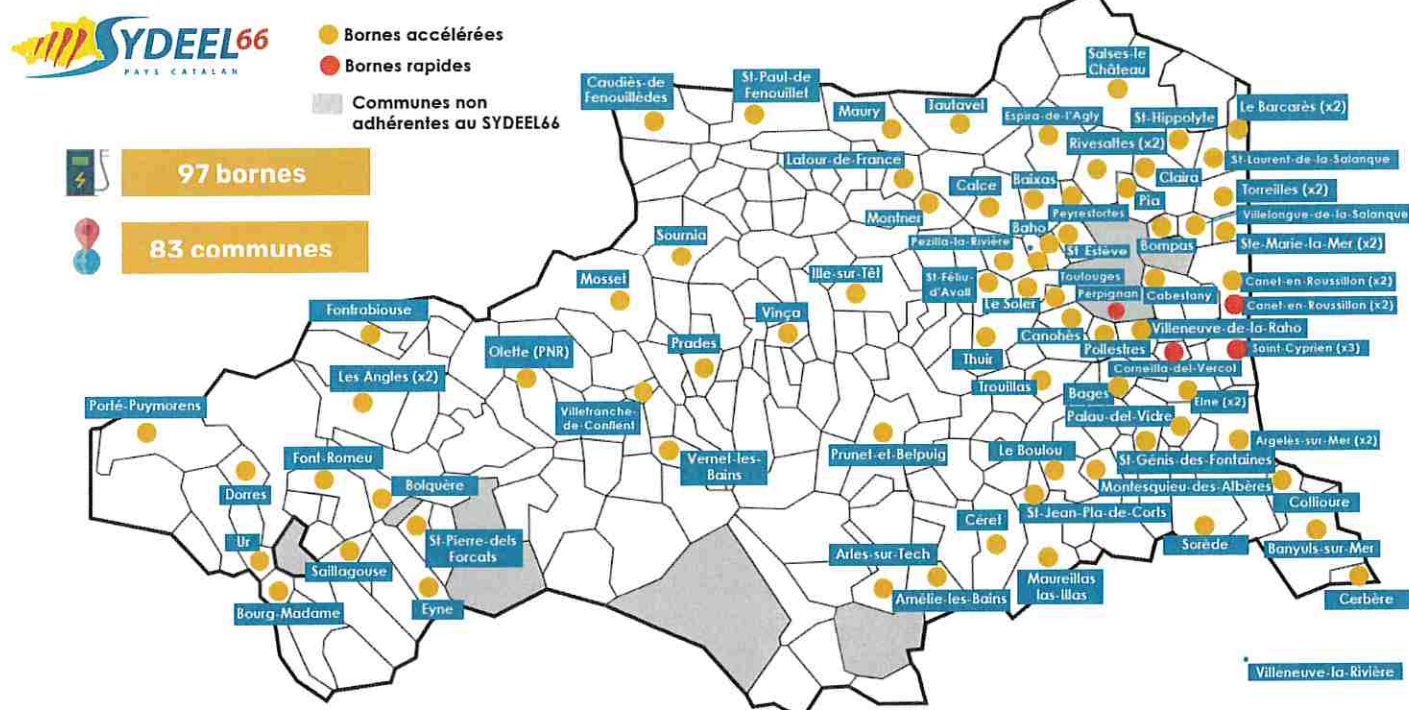 SYDEEL66
PAYS CATALAN
Bornes accélérées
Bornes rapides
Communes non
adhérentes au SYDEEL66
97 bornes
83 communes
Caudiès-de
Fenouillèdes
St-Paul-de
Fenouillet
Maury
Tautavel
Salses-le
Château
Espira-de-l'Agly
St-Hippolyte
Le Barcarès (x2)
Rivesaltes (x2)
St-Laurent-de-la-Salanque
Latour-de-France
Calce
Baixas
Claira
Pia
Torreilles (x2)
Montner
Peyrestortes
Villelongue-de-la-Salanque
Baho
Pezilla-la-Rivière
St Estève
Bompas
Ste-Marie-la-Mer (x2)
Sournia
Mosset
Ille-sur-Têt
St-Féliu-
d'Avall
Toulouges
Canet-en-Roussillon (x2)
Le Soler
Perpignan
Cabestany
Canet-en-Roussillon (x2)
Fontrabiouse
Vinça
Canohès
Villeneuve-de-la-Raho
Olette (PNR)
Prades
Thuir
Pollestres
Saint-Cyprien (x3)
Corneilla-del-Vercol
Les Angles (x2)
Trouillas
Bages
Elne (x2)
Porté-Puymorens
Villefranche-
de-Conflent
Palau-del-Vidre
Argelès-sur-Mer (x2)
Font-Romeu
Vernet-les-
Bains
Prunet-et-Belpuig
Le Boulou
St-Génis-des-Fontaines
Dorres
Bolquère
Montesquieu-des-Albères
Collioure
St-Jean-Pla-de-Corts
Céret
Ur
St-Pierre-dels
Forcats
Sorède
Banyuls-sur-Mer
Saillagouse
Arles-sur-Tech
Maureillas
las-Illas
Bourg-Madame
Eyne
Amélie-les-Bains
Cerbère
Villeneuve-la-Rivière